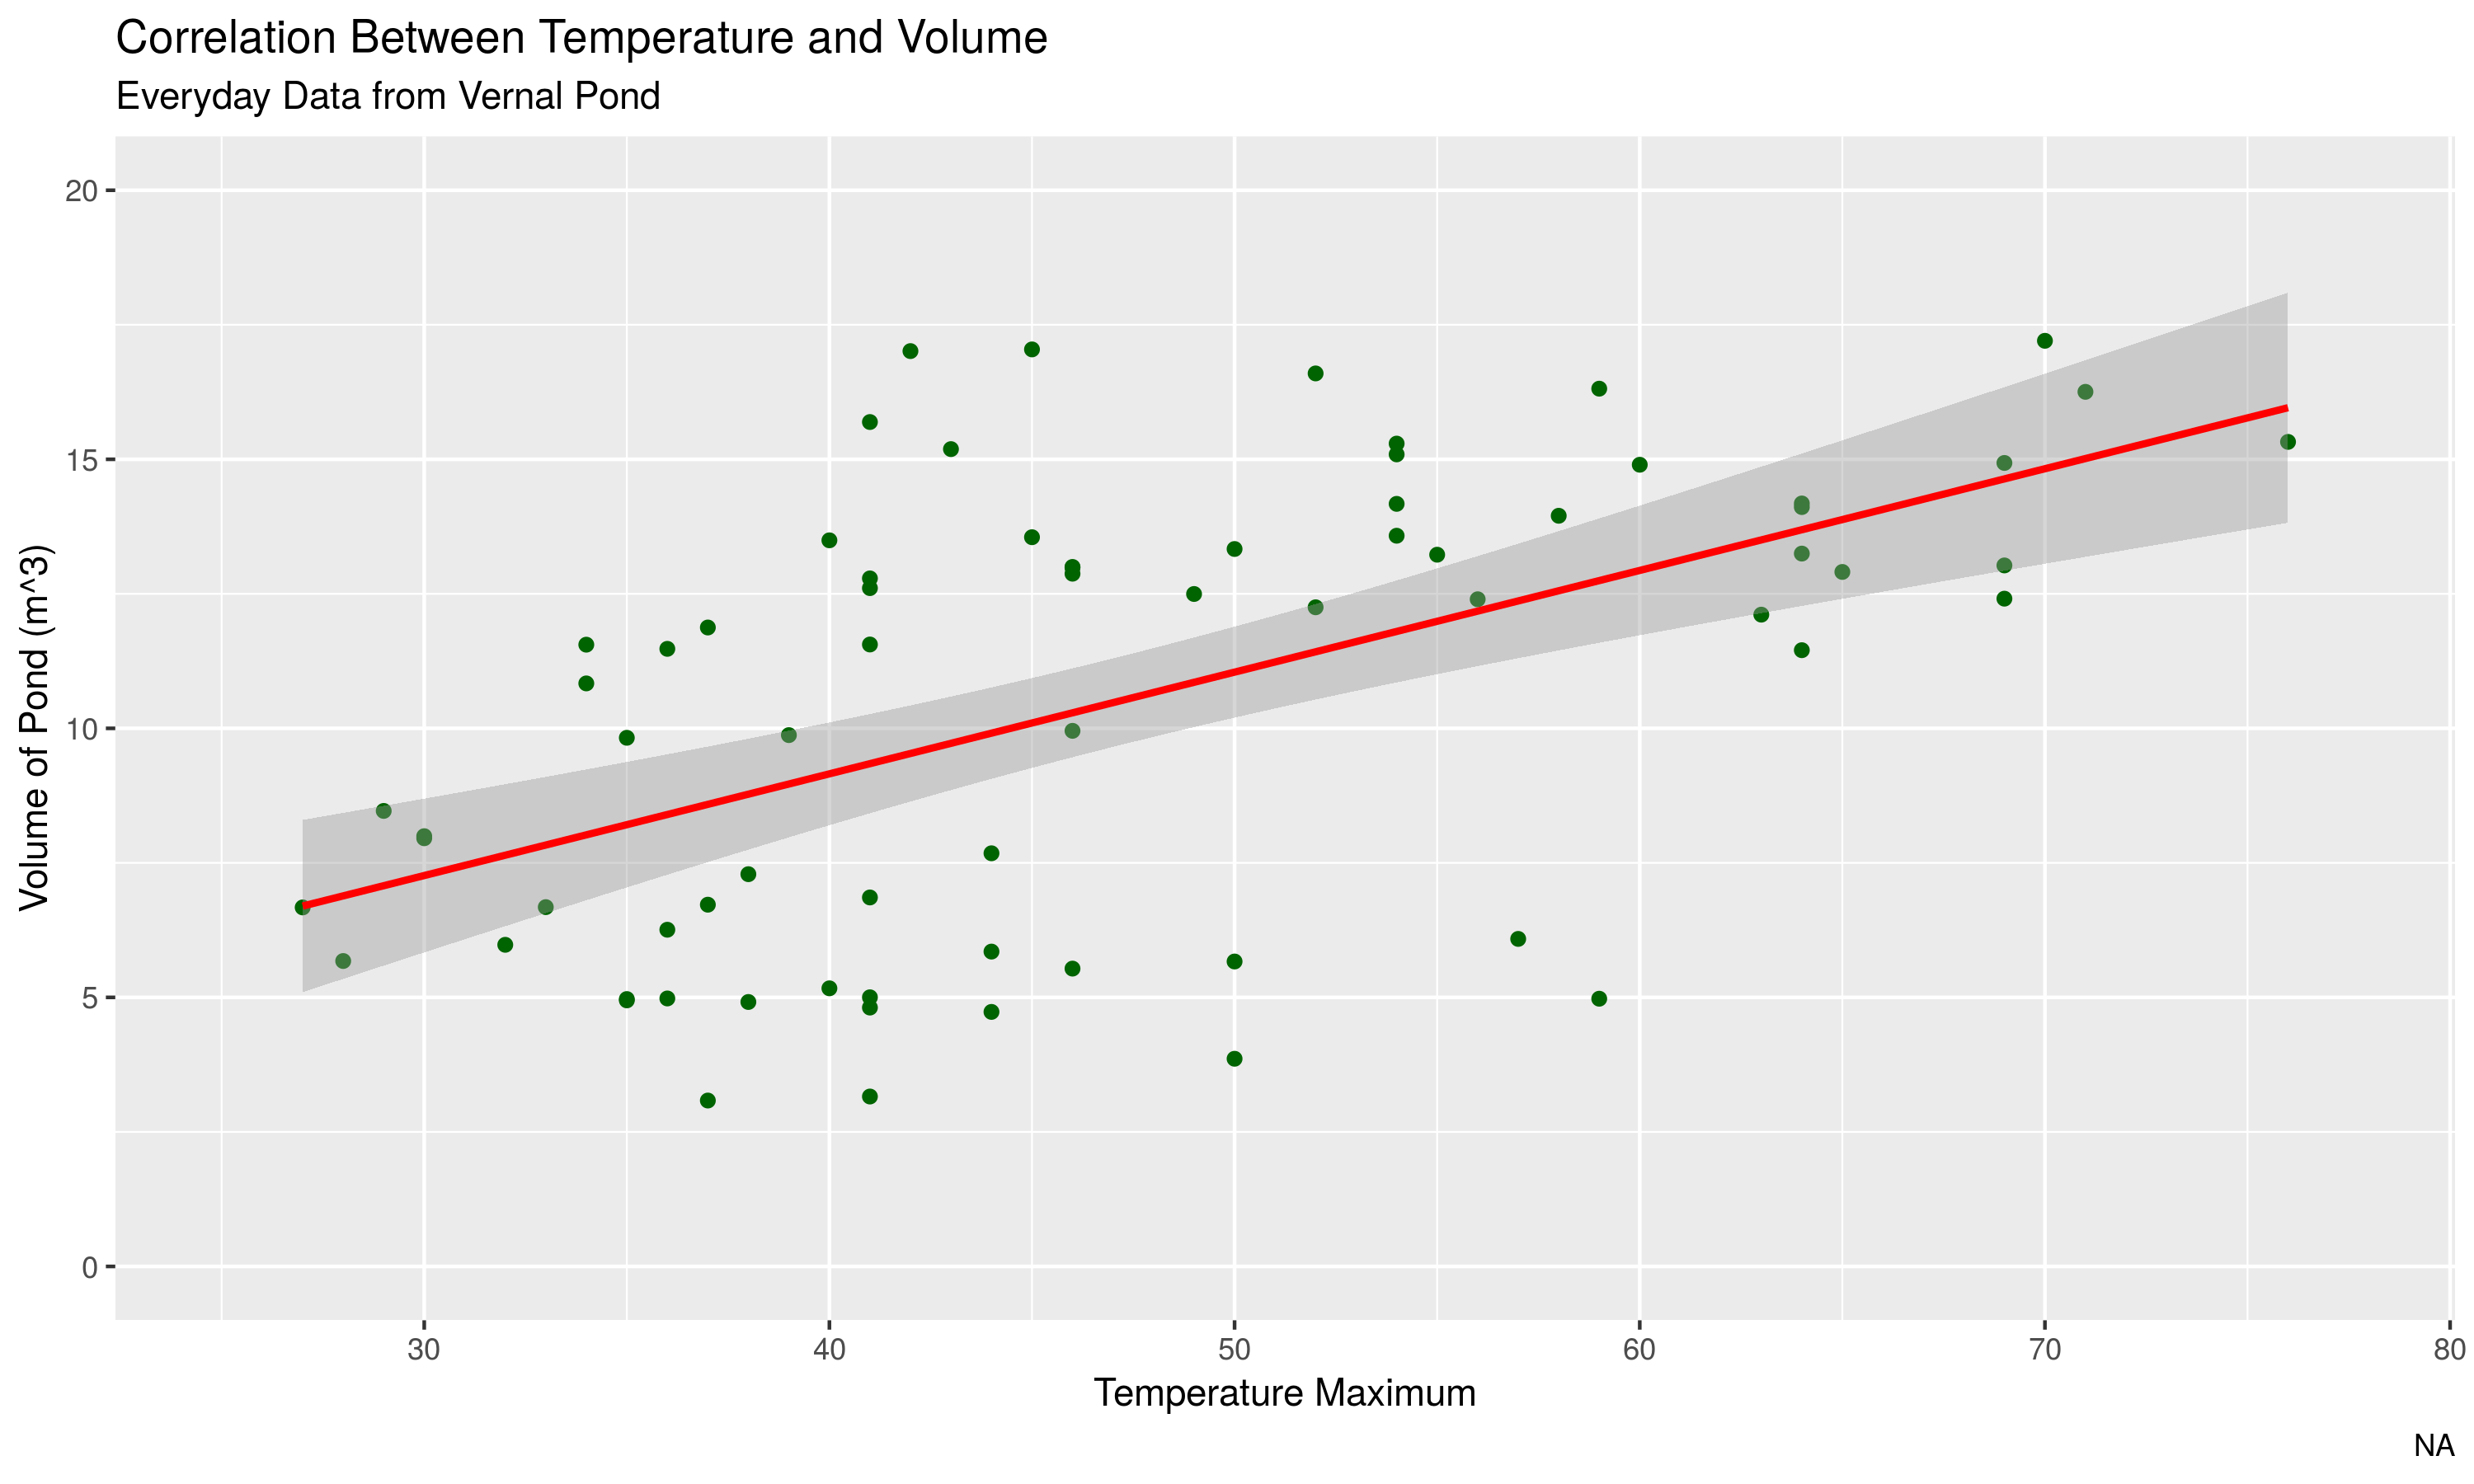 Correlation Between Temperature and Volume
Everyday Data from Vernal Pond
Volume of Pond (m^3)
20
15
10
5
0
30 40 50 60 70 80
Temperature Maximum
NA